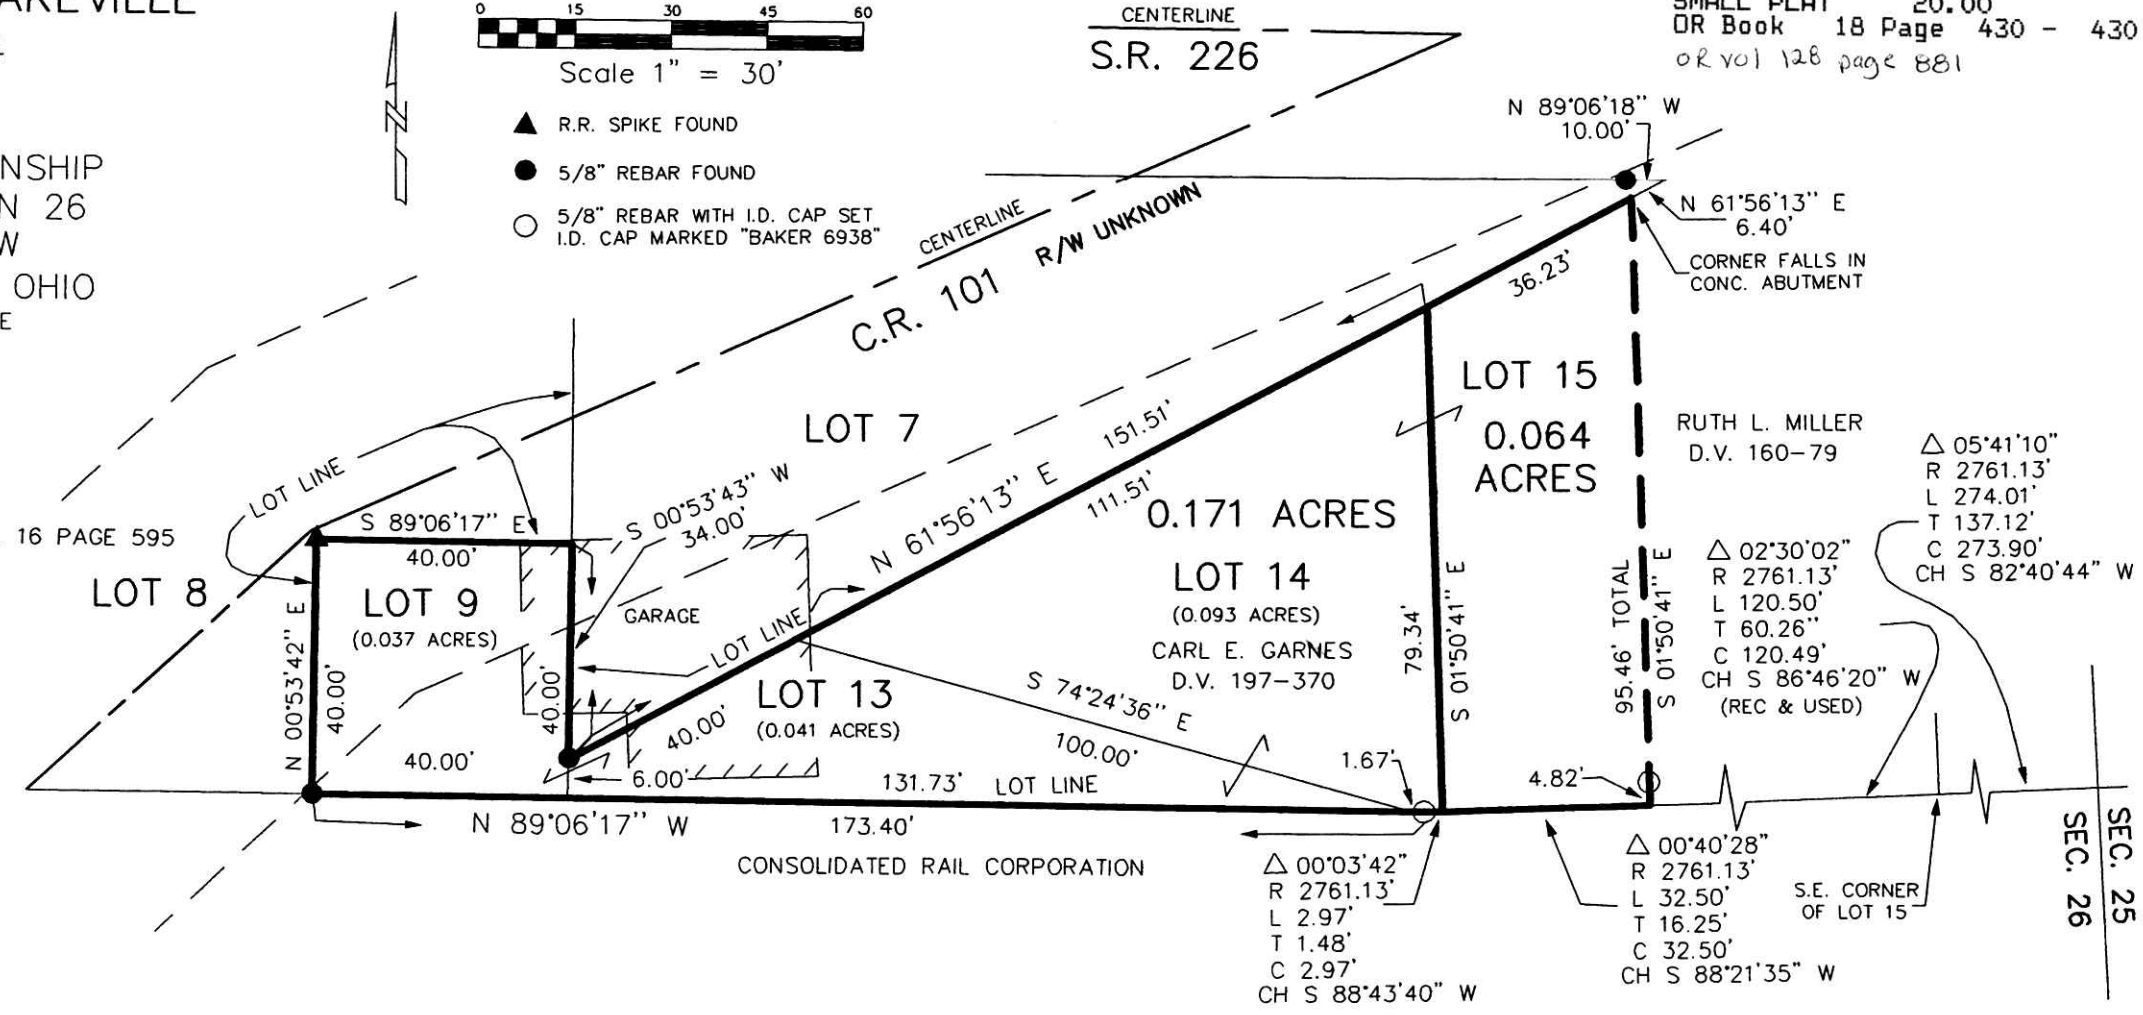 AKEVILLE
NSHIP
N 26
W
OHIO
E
0 15 30 45 60
Scale 1" = 30'
R.R. SPIKE FOUND
5/8" REBAR FOUND
5/8" REBAR WITH I.D. CAP SET
I.D. CAP MARKED "BAKER 6938"
N
CENTERLINE
S.R. 226
SMALL PLAT 20.00
OR Book 18 Page 430 - 430
OR vol 128 page 881
N 89°06'18" W
10.00'
N 61°56'13" E
6.40'
CORNER FALLS IN
CONC. ABUTMENT
CENTERLINE
C.R. 101 R/W UNKNOWN
36.23'
LOT 15
0.064
ACRES
RUTH L. MILLER
D.V. 160-79
△ 05°41'10"
R 2761.13'
L 274.01'
T 137.12'
C 273.90'
CH S 82°40'44" W
△ 02°30'02"
R 2761.13'
L 120.50'
T 60.26"
C 120.49'
CH S 86°46'20" W
(REC & USED)
LOT 7
151.51'
N 61°56'13" E 111.51'
0.171 ACRES
LOT 14
(0.093 ACRES)
CARL E. GARNES
D.V. 197-370
79.34'
S 01°50'41" E
95.46' TOTAL
S 01°50'41" E
LOT LINE
16 PAGE 595
LOT 8
S 89°06'17" E
40.00'
S 00°53'43" W
34.00'
LOT 9
(0.037 ACRES)
N 00°53'42" E
40.00'
40.00'
40.00'
GARAGE
LOT LINE
LOT 13
(0.041 ACRES)
40.00'
6.00'
S 74°24'36" E
100.00'
131.73' LOT LINE
1.67'
4.82'
N 89°06'17" W 173.40'
CONSOLIDATED RAIL CORPORATION
△ 00°03'42"
R 2761.13'
L 2.97'
T 1.48'
C 2.97'
CH S 88°43'40" W
△ 00°40'28"
R 2761.13'
L 32.50'
T 16.25'
C 32.50'
CH S 88°21'35" W
S.E. CORNER
OF LOT 15
SEC. 25
SEC. 26